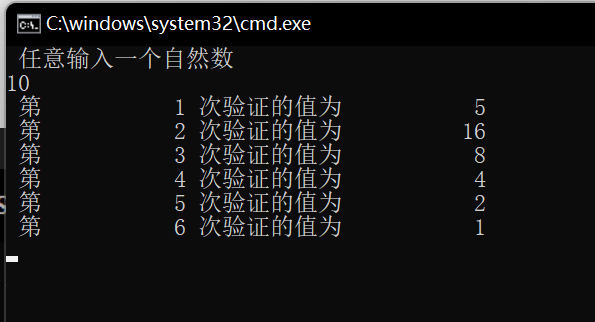 C:\windows\system32\cmd.exe
任意输入一个自然数
10
第 1 次验证的值为 5
第 2 次验证的值为 16
第 3 次验证的值为 8
第 4 次验证的值为 4
第 5 次验证的值为 2
第 6 次验证的值为 1